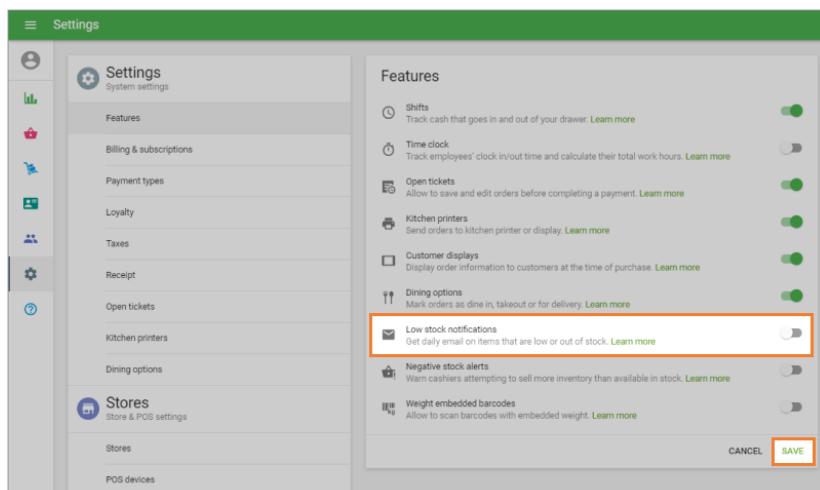 Settings
Settings
System settings
Features
Billing & subscriptions
Payment types
Loyalty
Taxes
Receipt
Open tickets
Kitchen printers
Dining options
Stores
Store & POS settings
Stores
POS devices
Features
Shifts
Track cash that goes in and out of your drawer. Learn more
Time clock
Track employees' clock in/out time and calculate their total work hours. Learn more
Open tickets
Allow to save and edit orders before completing a payment. Learn more
Kitchen printers
Send orders to kitchen printer or display. Learn more
Customer displays
Display order information to customers at the time of purchase. Learn more
Dining options
Mark orders as dine in, takeout or for delivery. Learn more
Low stock notifications
Get daily email on items that are low or out of stock. Learn more
Negative stock alerts
Warn cashiers attempting to sell more inventory than available in stock. Learn more
Weight embedded barcodes
Allow to scan barcodes with embedded weight. Learn more
CANCEL SAVE